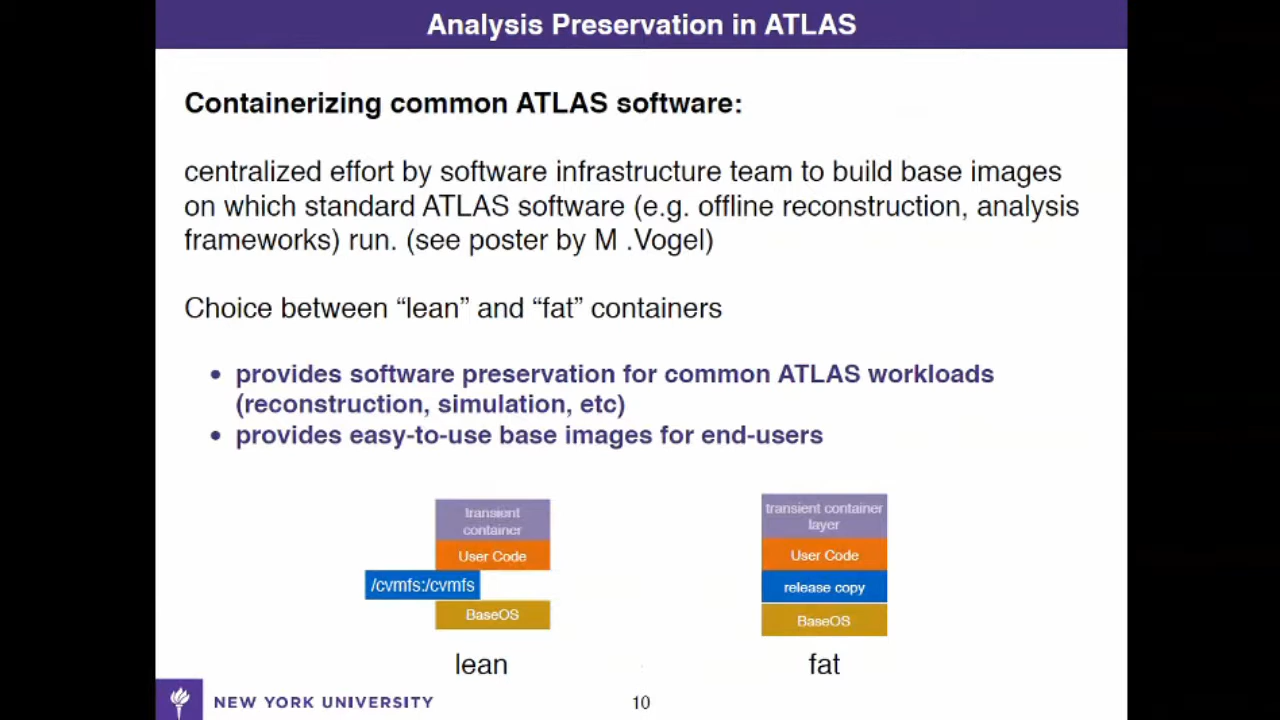 Analysis Preservation in ATLAS
Containerizing common ATLAS software:
centralized effort by software infrastructure team to build base images
on which standard ATLAS software (e.g. offline reconstruction, analysis
frameworks) run. (see poster by M .Vogel)
Choice between “lean” and “fat” containers
• provides software preservation for common ATLAS workloads
(reconstruction, simulation, etc)
• provides easy-to-use base images for end-users
transient
container
User Code
/cvmfs:/cvmfs
BaseOS
lean
transient container
layer
User Code
release copy
BaseOS
fat
NEW YORK UNIVERSITY
10